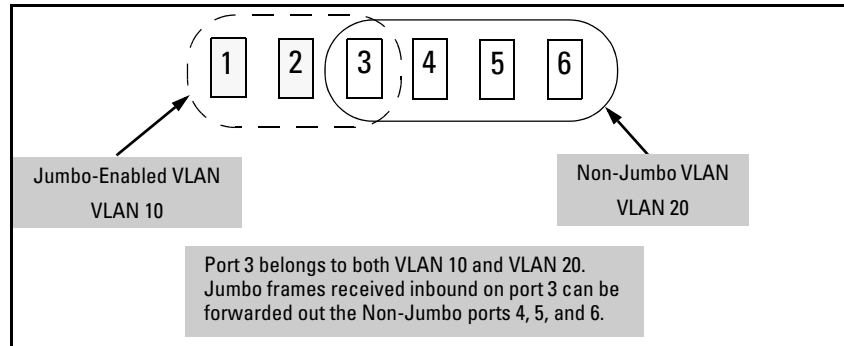 1 2 3 4 5 6
Jumbo-Enabled VLAN
VLAN 10
Non-Jumbo VLAN
VLAN 20
Port 3 belongs to both VLAN 10 and VLAN 20.
Jumbo frames received inbound on port 3 can be
forwarded out the Non-Jumbo ports 4, 5, and 6.